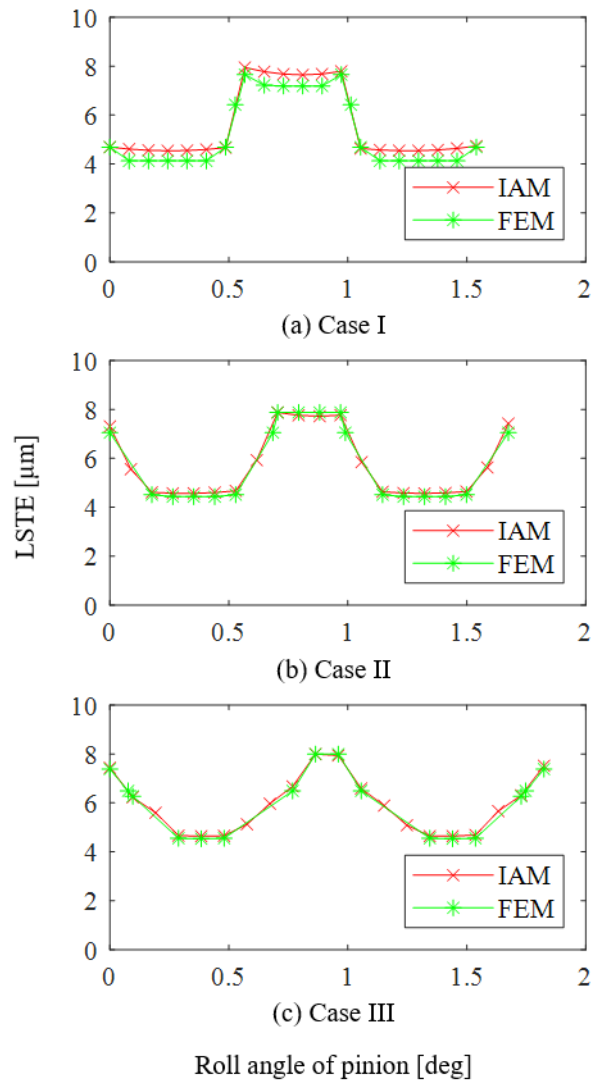 10
8
6
4
2
0
IAM
FEM
0 0.5 1 1.5 2
(a) Case I
10
8
6
4
2
0
IAM
FEM
0 0.5 1 1.5 2
(b) Case II
LSTE [μm]
10
8
6
4
2
0
IAM
FEM
0 0.5 1 1.5 2
(c) Case III
Roll angle of pinion [deg]